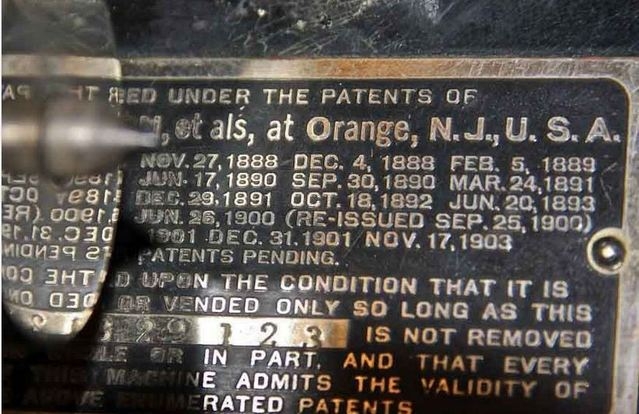 UNDER THE PATENTS OF
et als, at Orange, N.J., U.S.A.
NOV. 27, 1888 DEC. 4, 1888 FEB. 5, 1889
JUN. 17, 1890 SEP. 30, 1890 MAR. 24, 1891
DEC. 29, 1891 OCT. 18, 1892 JUN. 20, 1893
JUN. 26, 1900 (RE-ISSUED SEP. 25, 1900)
1901 DEC. 31. 1901 NOV. 17, 1903
PATENTS PENDING.
UPON THE CONDITION THAT IT IS
OR VENDED ONLY SO LONG AS THIS
123 IS NOT REMOVED
OR IN PART, AND THAT EVERY
THIS MACHINE ADMITS THE VALIDITY OF
ABOVE ENUMERATED PATENTS